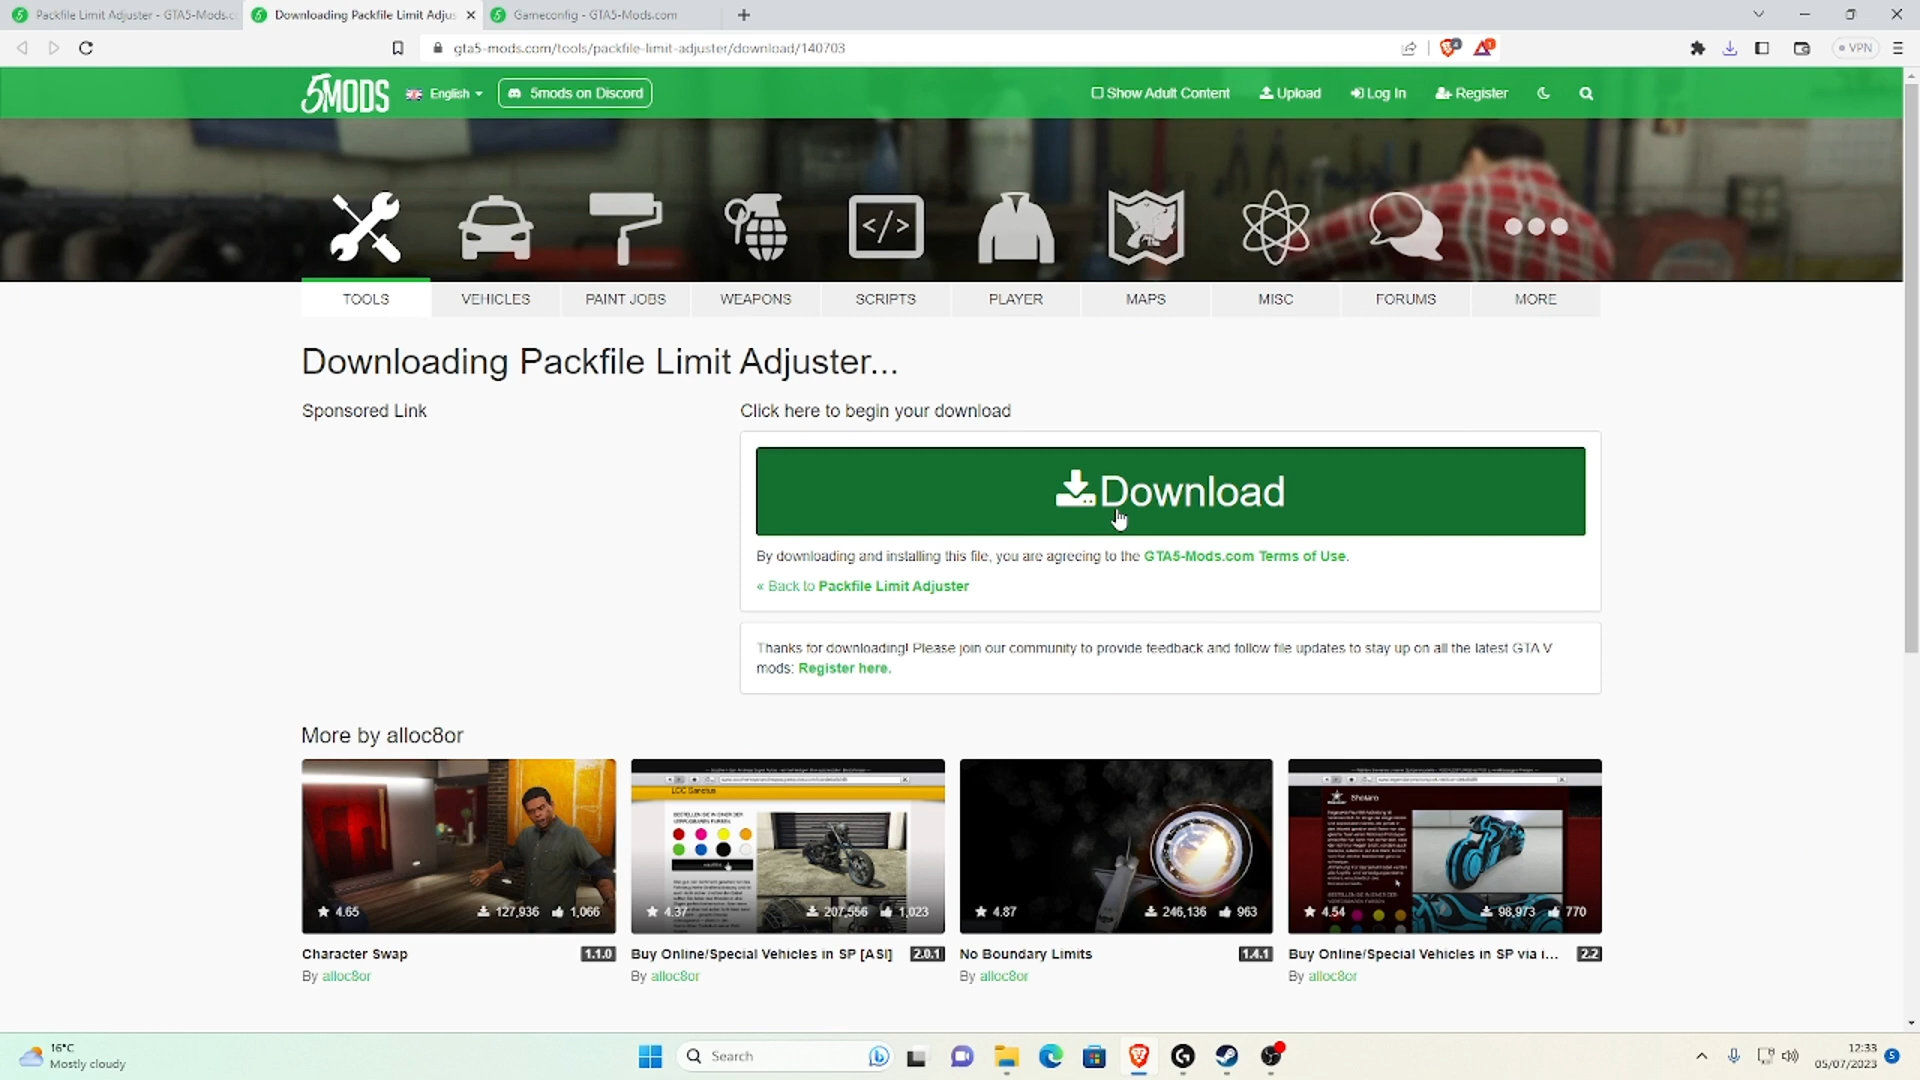 Packfile Limit Adjuster - GTA5-Mods.c
Downloading Packfile Limit Adjus
Gameconfig - GTA5-Mods.com
gta5-mods.com/tools/packfile-limit-adjuster/download/140703
VPN
5MODS
English
5mods on Discord
Show Adult Content
Upload
Log In
Register
TOOLS
VEHICLES
PAINT JOBS
WEAPONS
SCRIPTS
PLAYER
MAPS
MISC
FORUMS
MORE
Downloading Packfile Limit Adjuster...
Sponsored Link
Click here to begin your download
Download
By downloading and installing this file, you are agreeing to the GTA5-Mods.com Terms of Use.
« Back to Packfile Limit Adjuster
Thanks for downloading! Please join our community to provide feedback and follow file updates to stay up on all the latest GTA V
mods: Register here.
More by alloc8or
4.65 127,936 1,066
LCC Sanctus
4.37 207,556 1,023
4.87 246,136 963
Shotaro
4.54 98,973 770
Character Swap 1.1.0
By alloc8or
Buy Online/Special Vehicles in SP [ASI] 2.0.1
By alloc8or
No Boundary Limits 1.4.1
By alloc8or
Buy Online/Special Vehicles in SP via i... 2.2
By alloc8or
16°C
Mostly cloudy
Search
12:33
05/07/2023
5